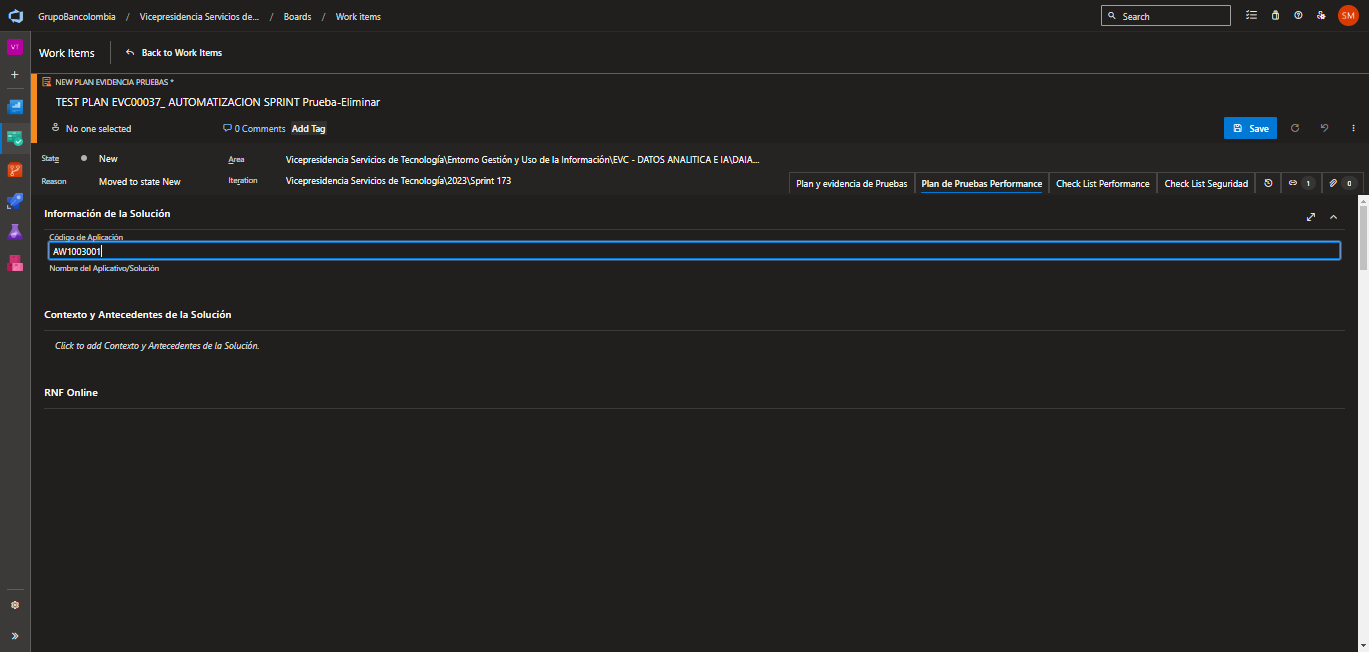 GrupoBancolombia / Vicepresidencia Servicios de... / Boards / Work items
Search
SM
VT
Work Items
Back to Work Items
NEW PLAN EVIDENCIA PRUEBAS *
TEST PLAN EVC00037_ AUTOMATIZACION SPRINT Prueba-Eliminar
No one selected
0 Comments
Add Tag
Save
State
New
Area
Vicepresidencia Servicios de Tecnología\Entorno Gestión y Uso de la Información\EVC - DATOS ANALITICA E IA\DAIA...
Reason
Moved to state New
Iteration
Vicepresidencia Servicios de Tecnología\2023\Sprint 173
Plan y evidencia de Pruebas
Plan de Pruebas Performance
Check List Performance
Check List Seguridad
1
0
Información de la Solución
Código de Aplicación
AW1003001
Nombre del Aplicativo/Solución
Contexto y Antecedentes de la Solución
Click to add Contexto y Antecedentes de la Solución.
RNF Online